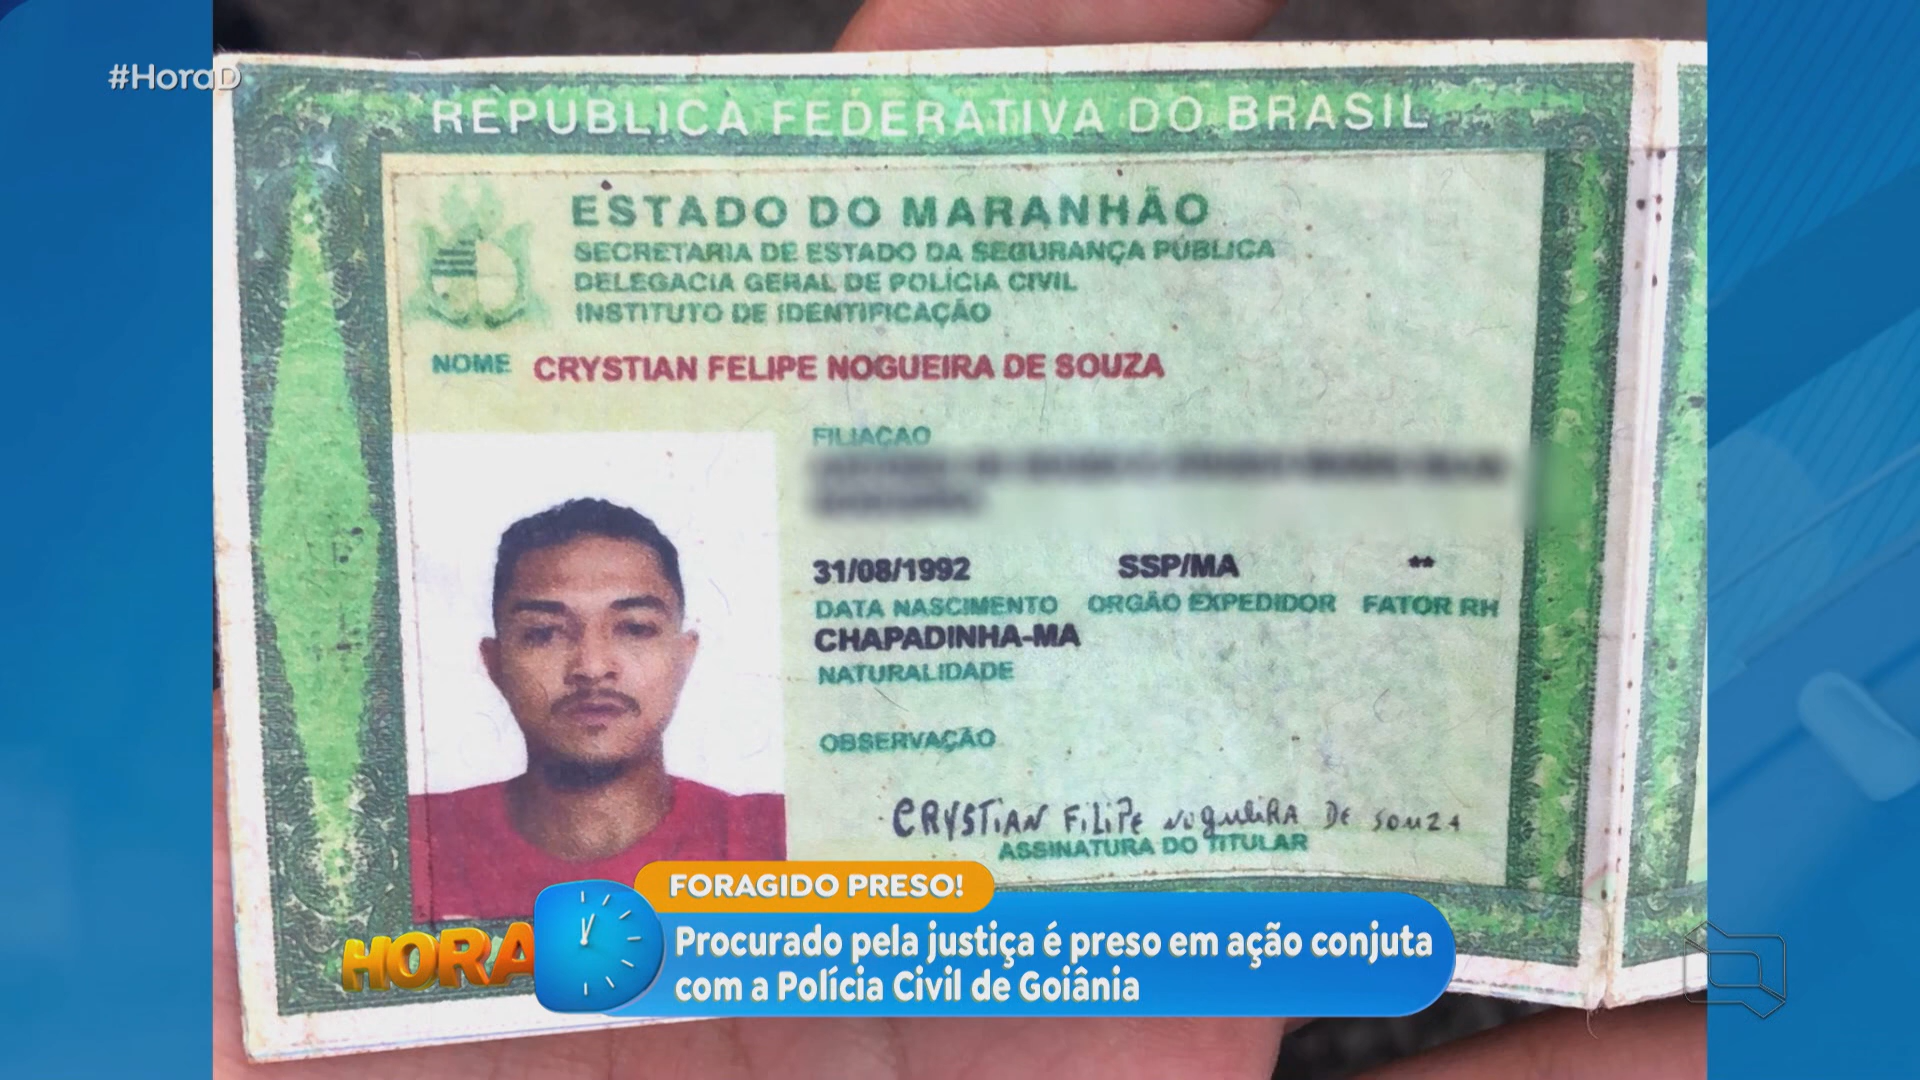 #HoraD
REPÚBLICA FEDERATIVA DO BRASIL
ESTADO DO MARANHÃO
SECRETARIA DE ESTADO DA SEGURANÇA PÚBLICA
DELEGACIA GERAL DE POLÍCIA CIVIL
INSTITUTO DE IDENTIFICAÇÃO
NOME CRYSTIAN FELIPE NOGUEIRA DE SOUZA
FILIAÇÃO
31/08/1992 SSP/MA **
DATA NASCIMENTO ORGÃO EXPEDIDOR FATOR RH
CHAPADINHA-MA
NATURALIDADE
OBSERVAÇÃO
CRYSTIAN FiLiPE NOGUEiRA DE SOUZA
ASSINATURA DO TITULAR
FORAGIDO PRESO!
HORA
Procurado pela justiça é preso em ação conjuta
com a Polícia Civil de Goiânia